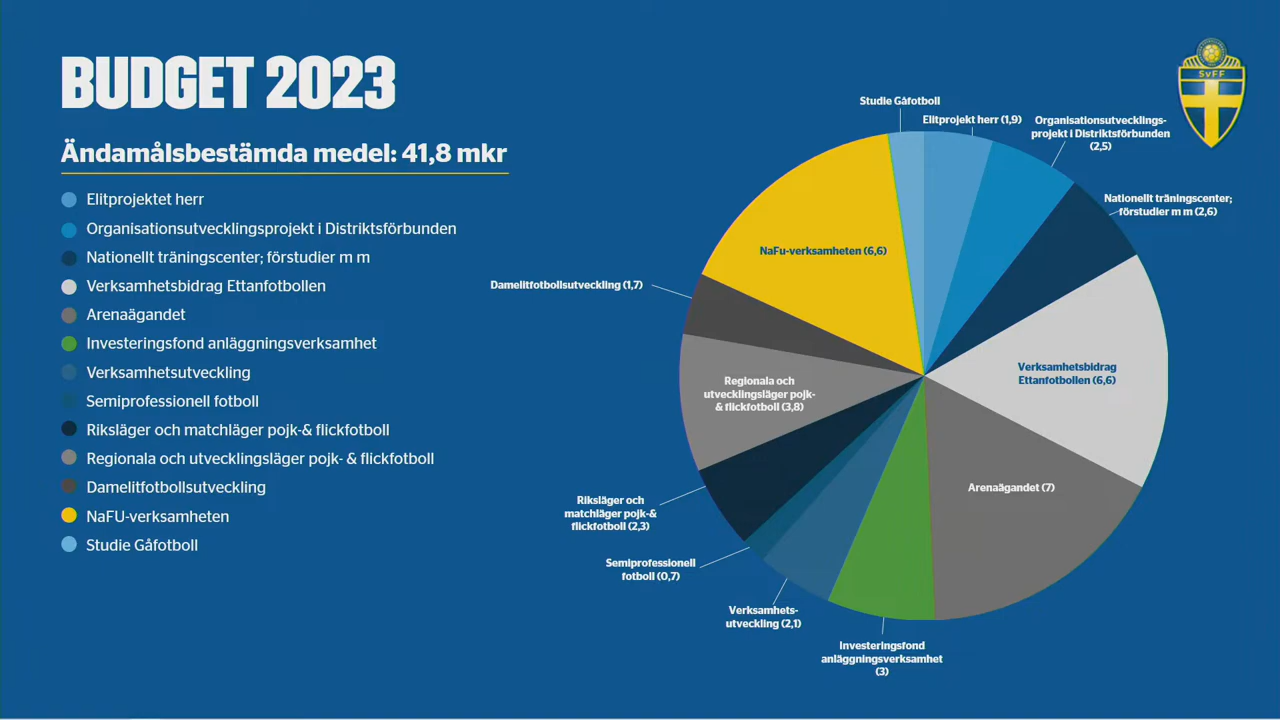 BUDGET 2023
Ändamålsbestämda medel: 41,8 mkr
Elitprojektet herr
Organisationsutvecklingsprojekt i Distriktsförbunden
Nationellt träningscenter; förstudier m m
Verksamhetsbidrag Ettanfotbollen
Arenaägandet
Investeringsfond anläggningsverksamhet
Verksamhetsutveckling
Semiprofessionell fotboll
Riksläger och matchläger pojk-& flickfotboll
Regionala och utvecklingsläger pojk- & flickfotboll
Damelitfotbollsutveckling
NaFU-verksamheten
Studie Gåfotboll
SvFF
Studie Gåfotboll
Elitprojekt herr (1,9)
Organisationsutvecklings-
projekt i Distriktsförbunden
(2,5)
Nationellt träningscenter;
förstudier m m (2,6)
Verksamhetsbidrag
Ettanfotbollen (6,6)
Arenaägandet (7)
Investeringsfond
anläggningsverksamhet
(3)
Verksamhets-
utveckling (2,1)
Semiprofessionell
fotboll (0,7)
Riksläger och
matchläger pojk-&
flickfotboll (2,3)
Regionala och
utvecklingsläger pojk-
& flickfotboll (3,8)
Damelitfotbollsutveckling (1,7)
NaFu-verksamheten (6,6)